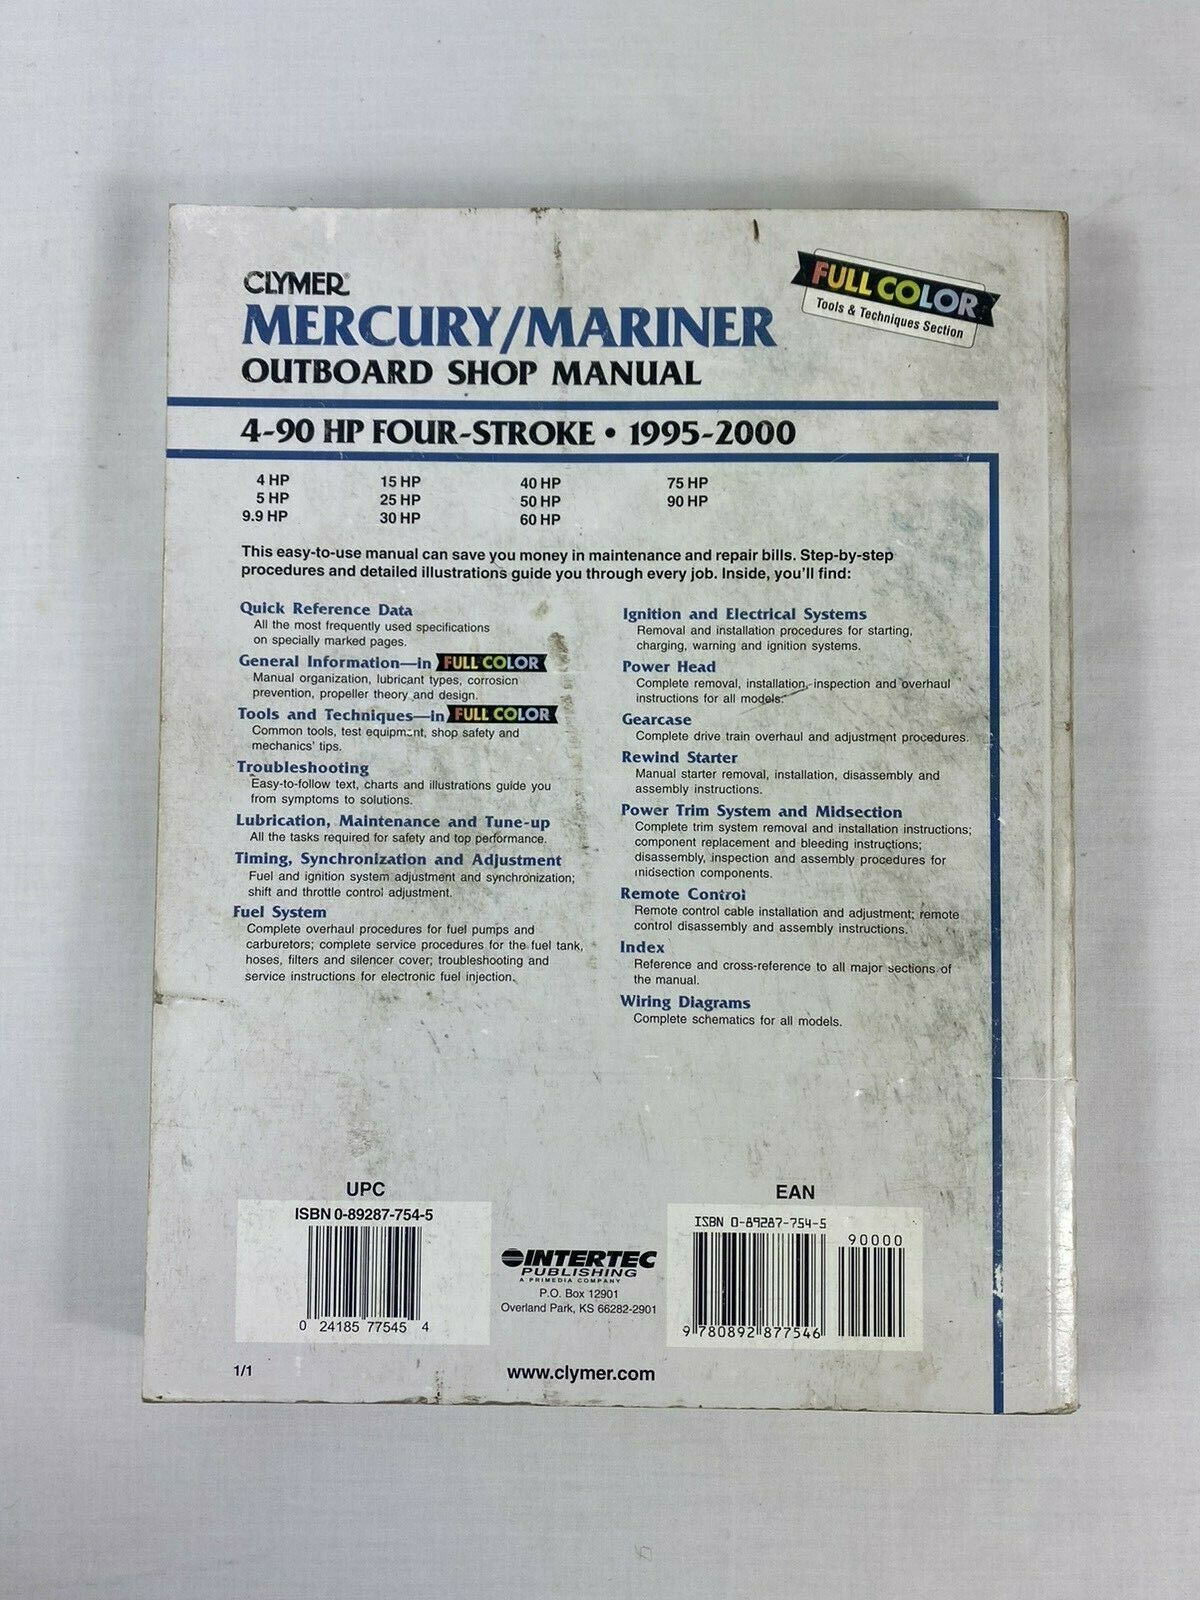 CLYMER®
MERCURY/MARINER
OUTBOARD SHOP MANUAL
FULL COLOR
Tools & Techniques Section
4-90 HP FOUR-STROKE • 1995-2000
4 HP
5 HP
9.9 HP
15 HP
25 HP
30 HP
40 HP
50 HP
60 HP
75 HP
90 HP
This easy-to-use manual can save you money in maintenance and repair bills. Step-by-step
procedures and detailed illustrations guide you through every job. Inside, you'll find:
Quick Reference Data
All the most frequently used specifications
on specially marked pages.
General Information—in FULL COLOR
Manual organization, lubricant types, corrosion
prevention, propeller theory and design.
Tools and Techniques—in FULL COLOR
Common tools, test equipment, shop safety and
mechanics' tips.
Troubleshooting
Easy-to-follow text, charts and illustrations guide you
from symptoms to solutions.
Lubrication, Maintenance and Tune-up
All the tasks required for safety and top performance.
Timing, Synchronization and Adjustment
Fuel and ignition system adjustment and synchronization;
shift and throttle control adjustment.
Fuel System
Complete overhaul procedures for fuel pumps and
carburetors; complete service procedures for the fuel tank,
hoses, filters and silencer cover; troubleshooting and
service instructions for electronic fuel injection.
Ignition and Electrical Systems
Removal and installation procedures for starting,
charging, warning and ignition systems.
Power Head
Complete removal, installation, inspection and overhaul
instructions for all models.
Gearcase
Complete drive train overhaul and adjustment procedures.
Rewind Starter
Manual starter removal, installation, disassembly and
assembly instructions.
Power Trim System and Midsection
Complete trim system removal and installation instructions;
component replacement and bleeding instructions;
disassembly, inspection and assembly procedures for
midsection components.
Remote Control
Remote control cable installation and adjustment; remote
control disassembly and assembly instructions.
Index
Reference and cross-reference to all major sections of
the manual.
Wiring Diagrams
Complete schematics for all models.
UPC
ISBN 0-89287-754-5
0 24185 77545 4
INTERTEC
PUBLISHING
A PRIMEDIA COMPANY
P.O. Box 12901
Overland Park, KS 66282-2901
EAN
ISBN 0-89287-754-5
90000
9 780892 877546
1/1
www.clymer.com